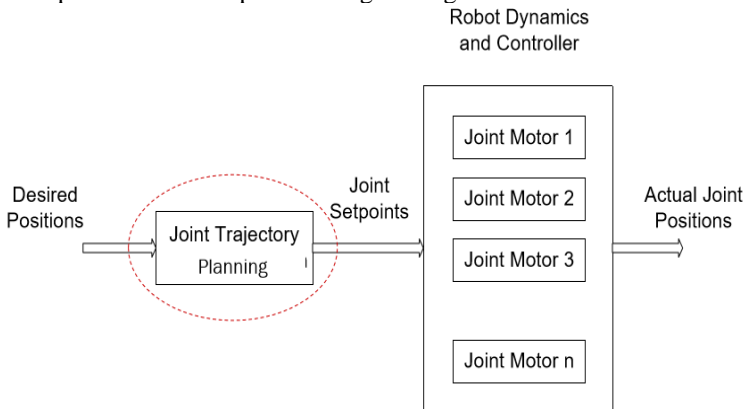 Robot Dynamics
and Controller
Joint Motor 1
Joint Motor 2
Joint Motor 3
Joint Motor n
Desired
Positions
Joint Trajectory
Planning
Joint
Setpoints
Actual Joint
Positions